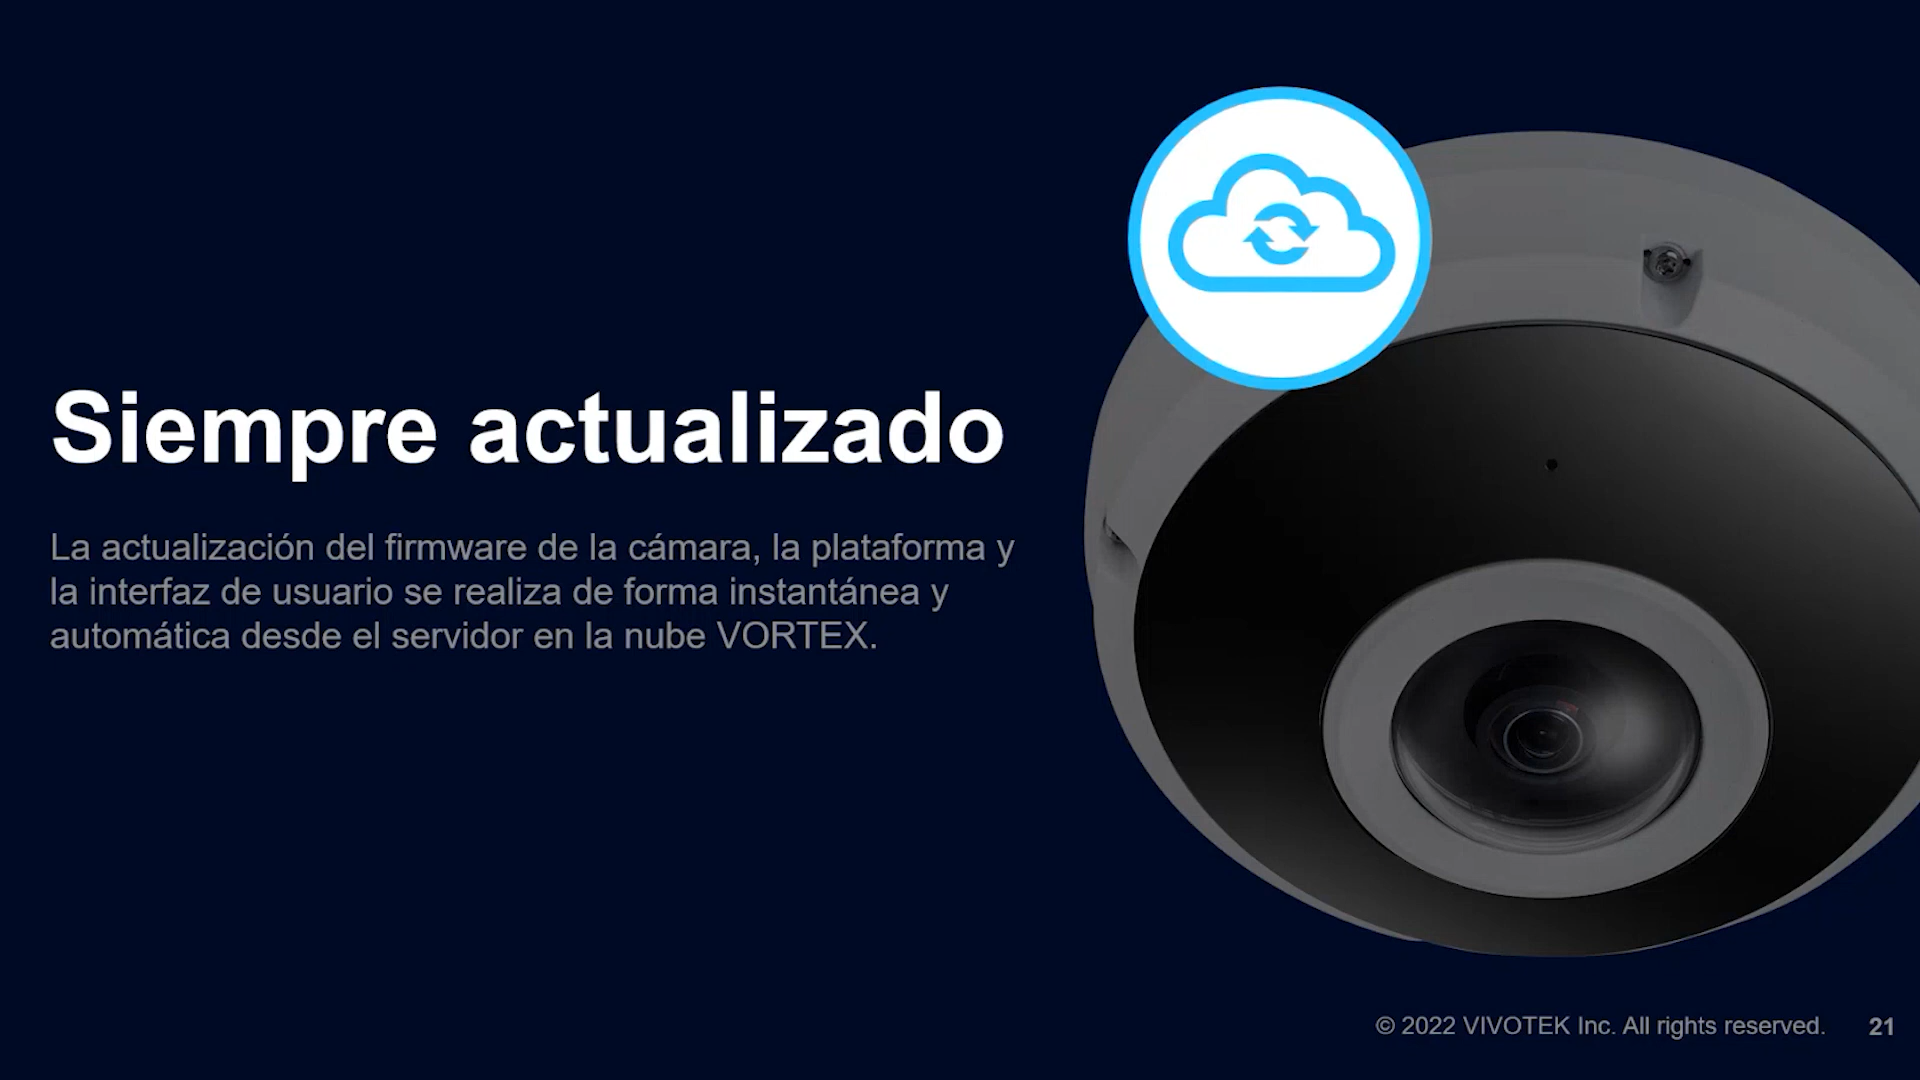 Siempre actualizado
La actualización del firmware de la cámara, la plataforma y
la interfaz de usuario se realiza de forma instantánea y
automática desde el servidor en la nube VORTEX.
© 2022 VIVOTEK Inc. All rights reserved. 21